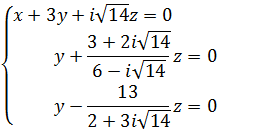 x + 3y + i√14z = 0
y + (3 + 2i√14)/(6 − i√14) z = 0
y − 13/(2 + 3i√14) z = 0